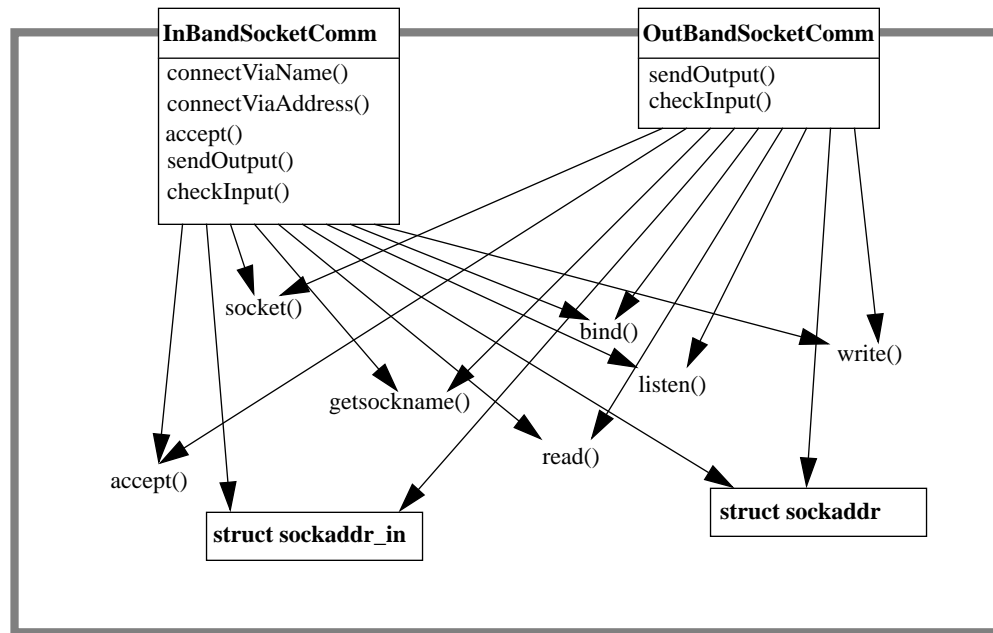 InBandSocketComm
connectViaName()
connectViaAddress()
accept()
sendOutput()
checkInput()
OutBandSocketComm
sendOutput()
checkInput()
socket()
bind()
write()
listen()
getsockname()
read()
accept()
struct sockaddr
struct sockaddr_in